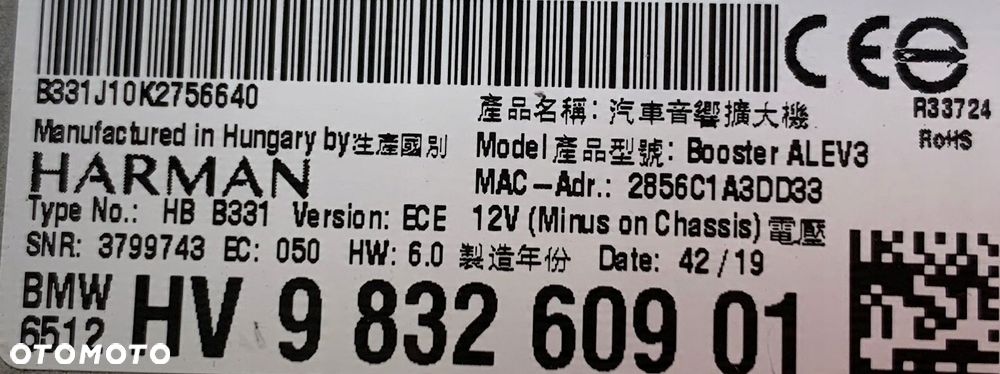 B331J10K2756640
產品名稱: 汽車音響擴大機
R33724
RoHS
Manufactured in Hungary by 生產國別
Model 產品型號: Booster ALEV3
HARMAN
MAC-Adr.: 2856C1A3DD33
Type No.: HB B331 Version: ECE 12V (Minus on Chassis) 電壓
SNR: 3799743 EC: 050 HW: 6.0 製造年份 Date: 42/19
BMW
6512
HV 9 832 609 01
OTOMOTO